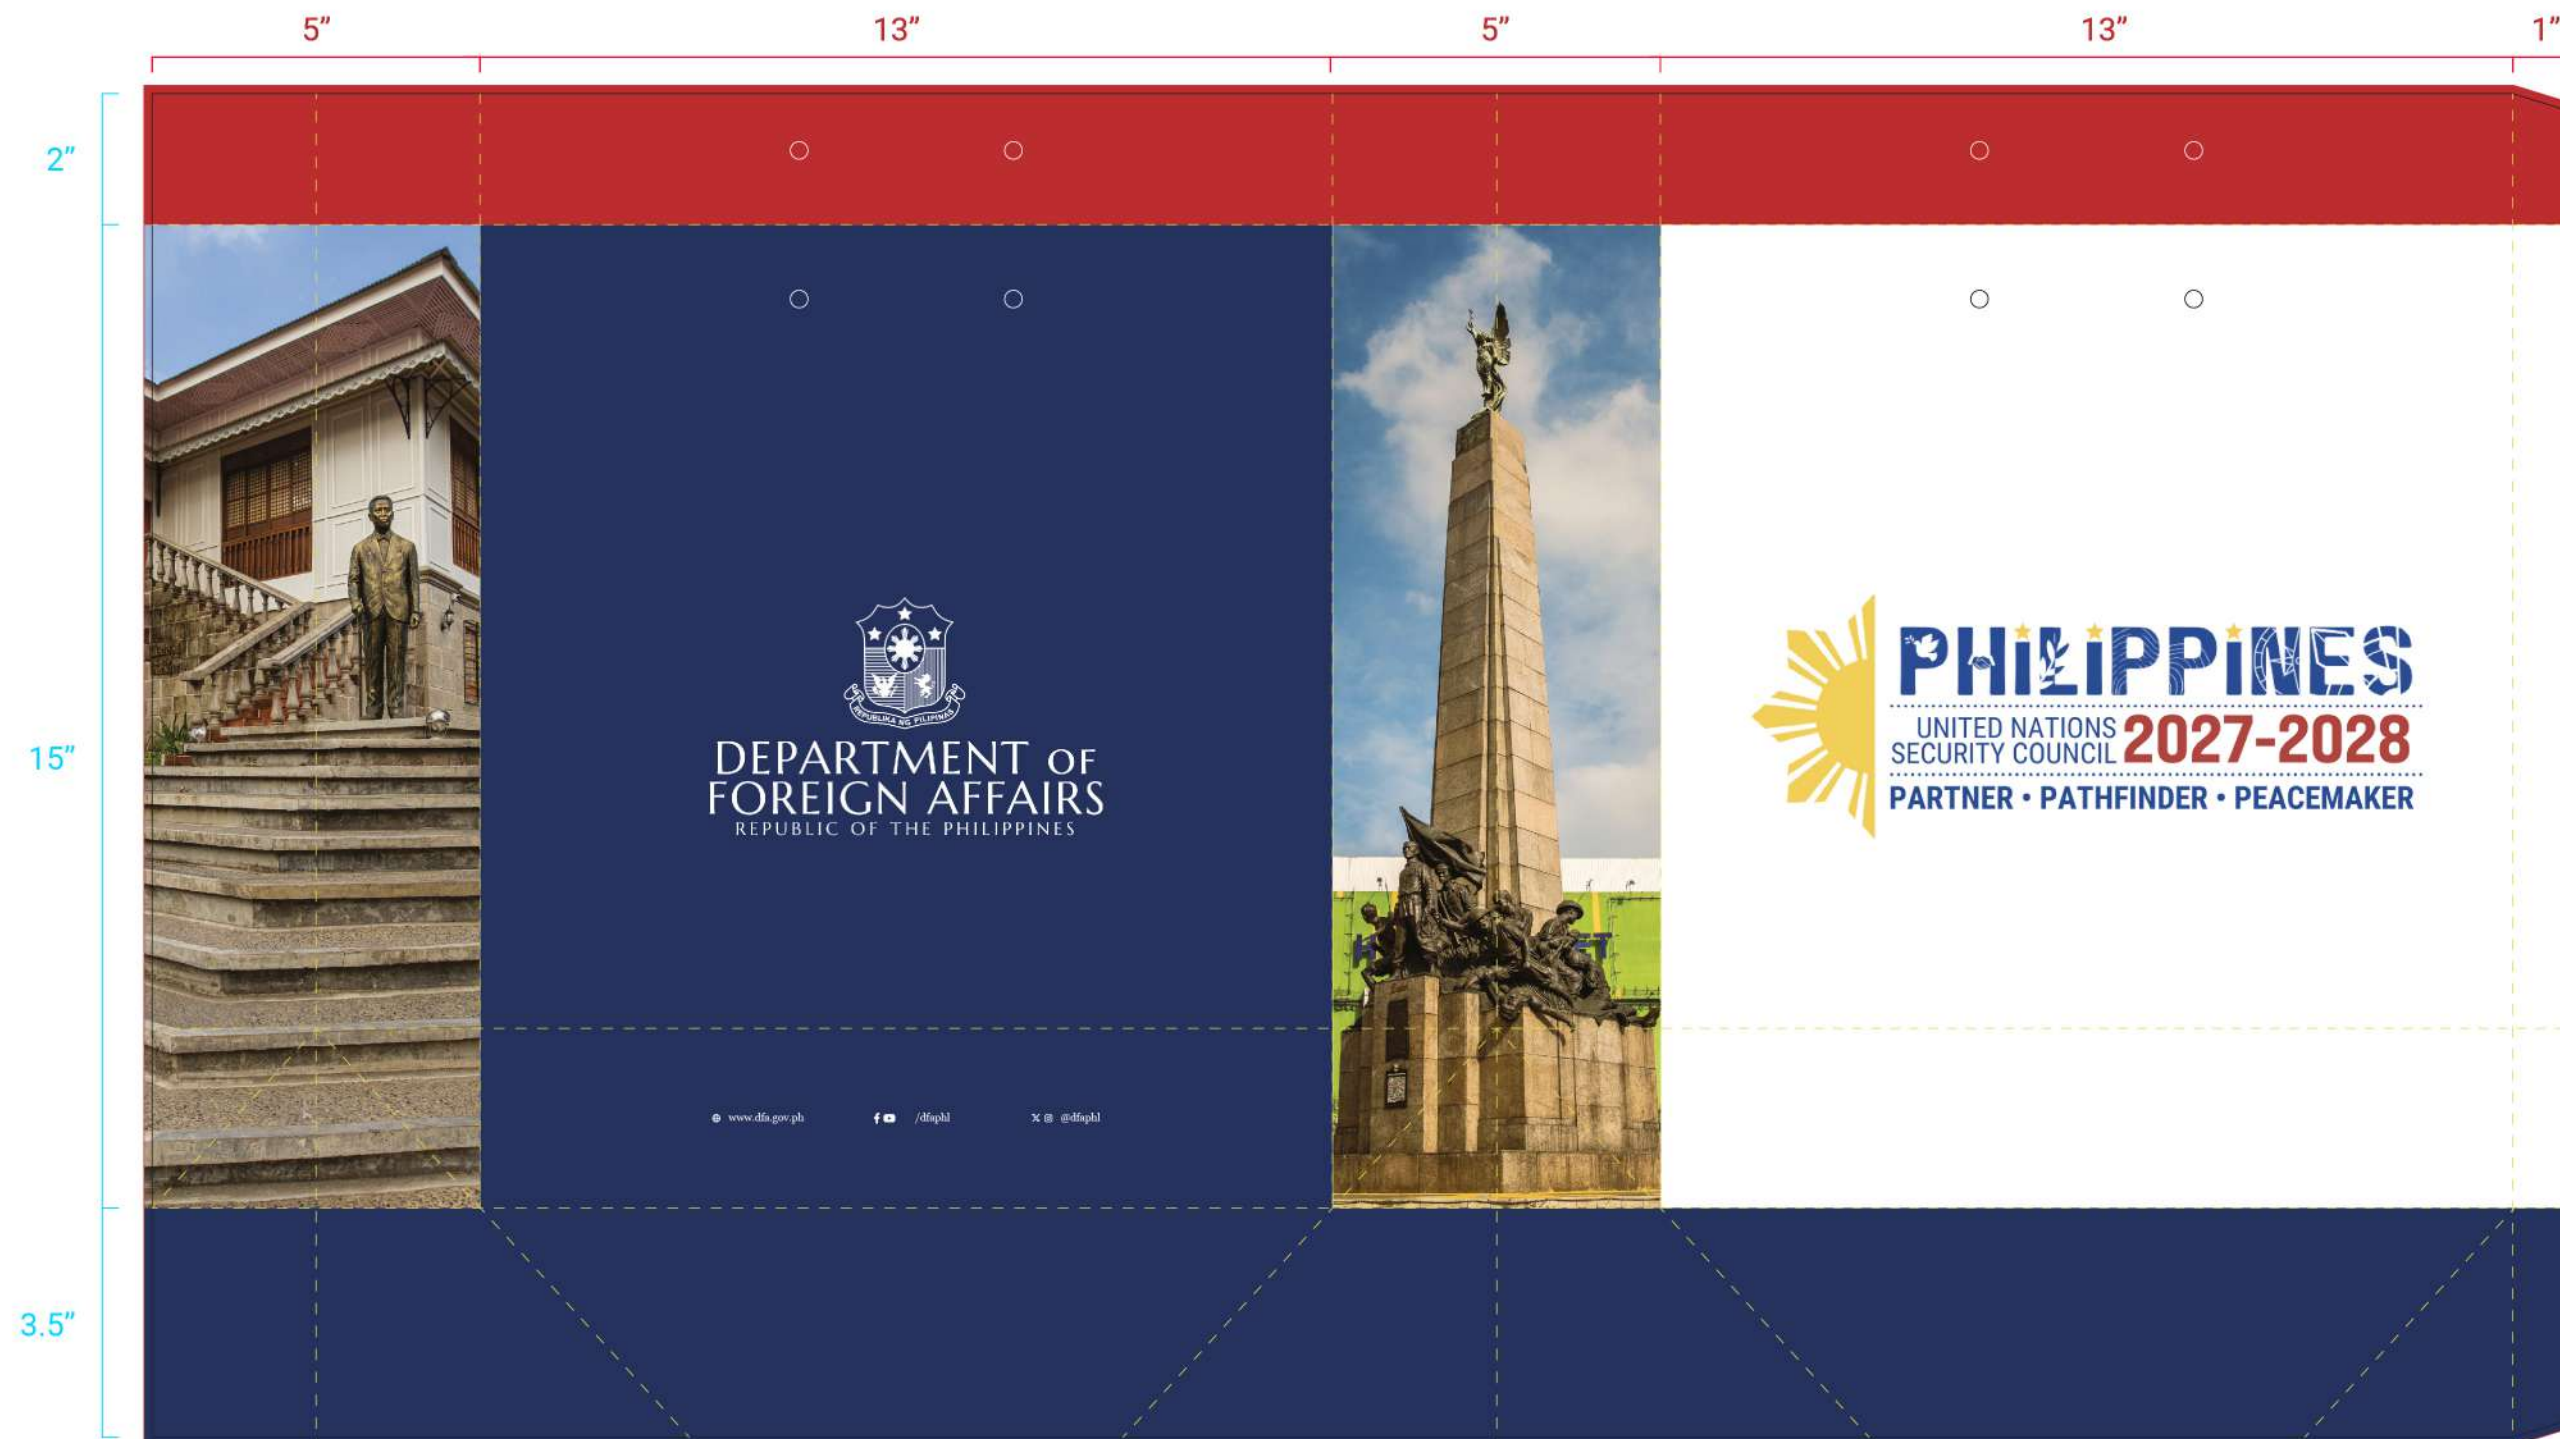 5”
13”
5”
13”
1”
2”
15”
3.5”
REPUBLIKA NG PILIPINAS
DEPARTMENT OF
FOREIGN AFFAIRS
REPUBLIC OF THE PHILIPPINES
www.dfa.gov.ph /dfaphl @dfaphl
PHiLiPPiNES
UNITED NATIONS
SECURITY COUNCIL 2027-2028
PARTNER • PATHFINDER • PEACEMAKER